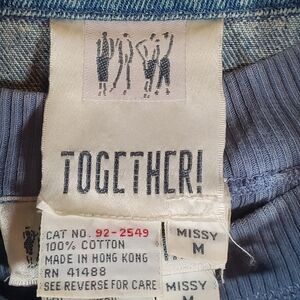 TOGETHER!
CAT NO. 92-2549
100% COTTON
MADE IN HONG KONG
RN 41488
SEE REVERSE FOR CARE
MISSY
M
MISSY
M